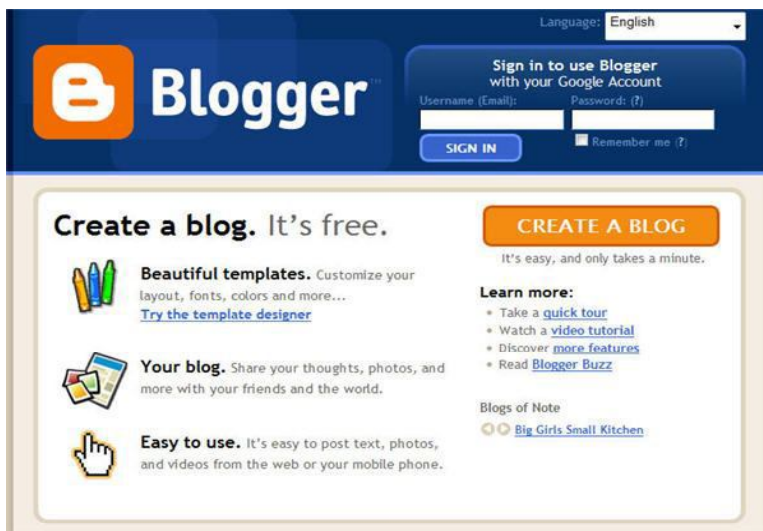 Language: English
Blogger™
Sign in to use Blogger
with your Google Account
Username (Email): Password: (?)
SIGN IN
Remember me (?)
Create a blog. It's free.
Beautiful templates. Customize your
layout, fonts, colors and more...
Try the template designer
Your blog. Share your thoughts, photos, and
more with your friends and the world.
Easy to use. It's easy to post text, photos,
and videos from the web or your mobile phone.
CREATE A BLOG
It's easy, and only takes a minute.
Learn more:
• Take a quick tour
• Watch a video tutorial
• Discover more features
• Read Blogger Buzz
Blogs of Note
Big Girls Small Kitchen